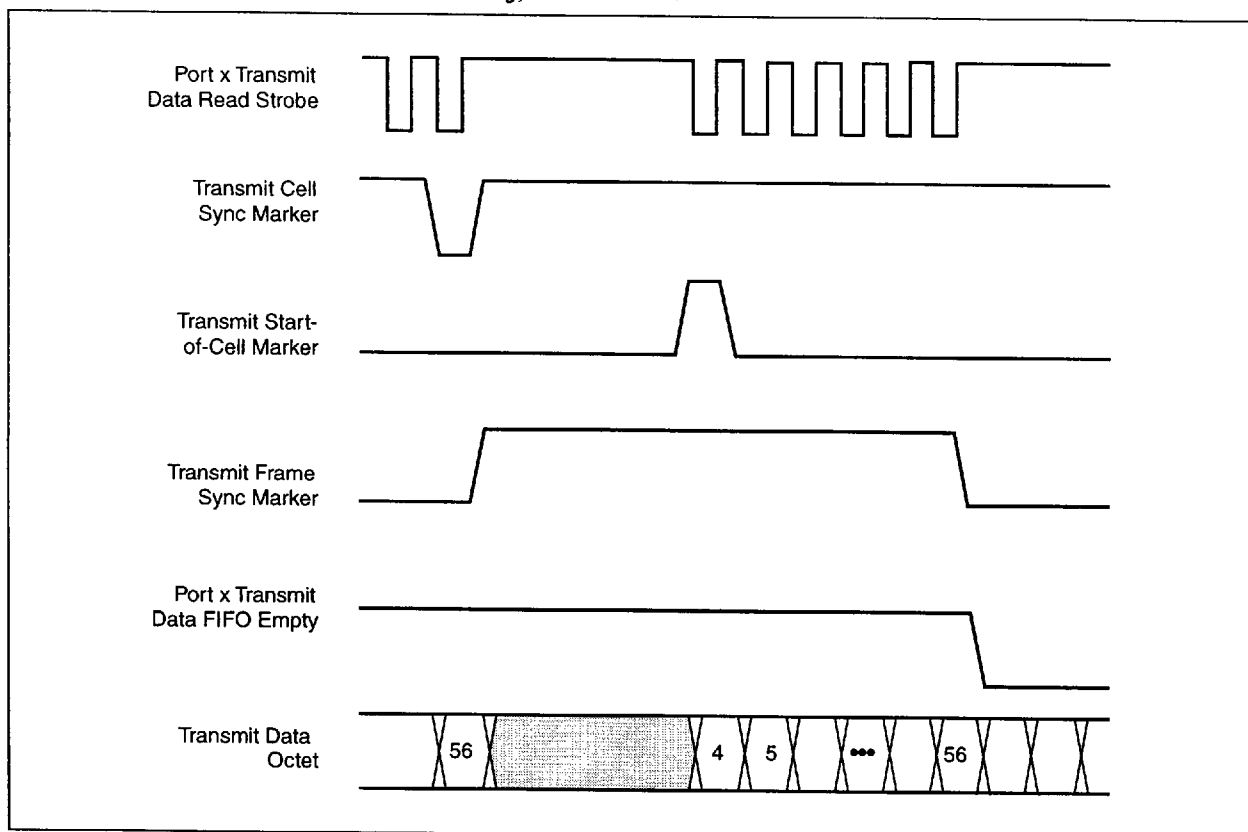 Port x Transmit
Data Read Strobe
Transmit Cell
Sync Marker
Transmit Start-
of-Cell Marker
Transmit Frame
Sync Marker
Port x Transmit
Data FIFO Empty
Transmit Data
Octet
56 4 5 ••• 56